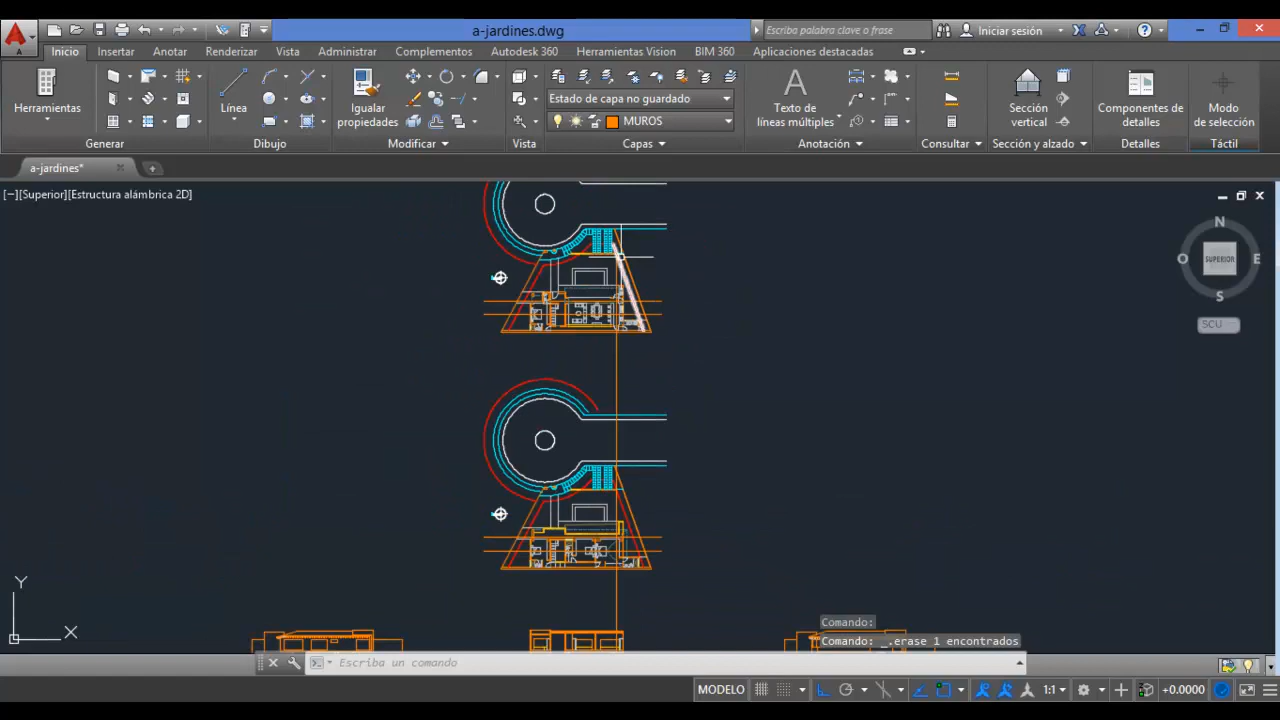 a-jardines.dwg
Escriba palabra clave o frase
Iniciar sesión
A
Inicio Insertar Anotar Renderizar Vista Administrar Complementos Autodesk 360 Herramientas Vision BIM 360 Aplicaciones destacadas
Herramientas
Línea
Igualar
propiedades
Estado de capa no guardado
MUROS
Texto de
líneas múltiples
Sección
vertical
Componentes de
detalles
Modo
de selección
General Dibujo Modificar Vista Capas Anotación Consultar Sección y alzado Detalles Táctil
a-jardines*
[−][Superior][Estructura alámbrica 2D]
N
O SUPERIOR E
S
SCU
Y
X
Comando:
Comando: _.erase 1 encontrados
Escriba un comando
MODELO 1:1 +0.0000